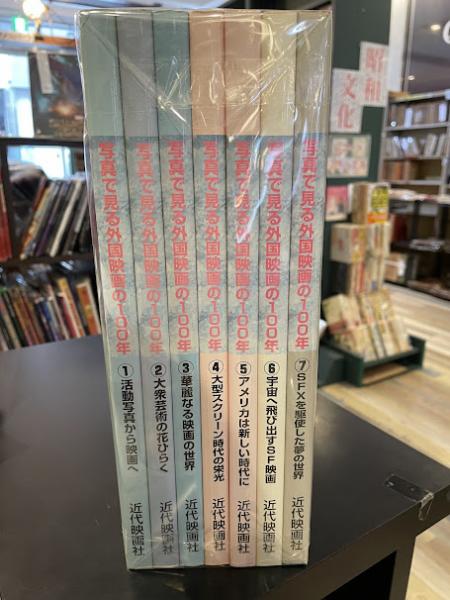 写真で見る外国映画の100年
①活動写真から映画へ
近代映画社
写真で見る外国映画の100年
②大衆芸術の花ひらく
近代映画社
写真で見る外国映画の100年
③華麗なる映画の世界
近代映画社
写真で見る外国映画の100年
④大型スクリーン時代の栄光
近代映画社
写真で見る外国映画の100年
⑤アメリカは新しい時代に
近代映画社
写真で見る外国映画の100年
⑥宇宙へ飛び出すSF映画
近代映画社
写真で見る外国映画の100年
⑦SFXを駆使した夢の世界
近代映画社
昭和
文化